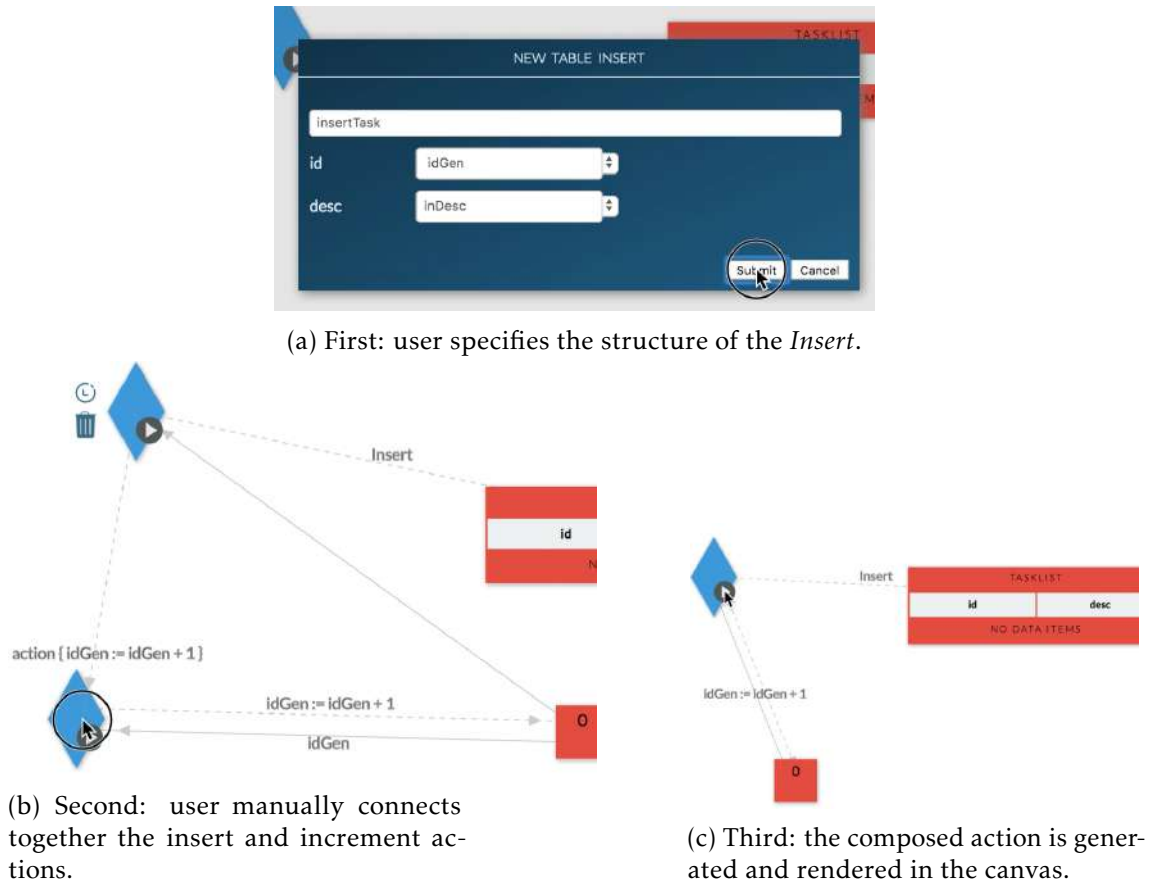 TASKLIST
NEW TABLE INSERT
insertTask
id
idGen
desc
inDesc
Submit Cancel
(a) First: user specifies the structure of the Insert.
Insert
id
N
action { idGen := idGen + 1 }
idGen := idGen + 1
0
idGen
(b) Second: user manually connects
together the insert and increment ac-
tions.
Insert
TASKLIST
id desc
NO DATA ITEMS
idGen := idGen + 1
0
(c) Third: the composed action is gener-
ated and rendered in the canvas.